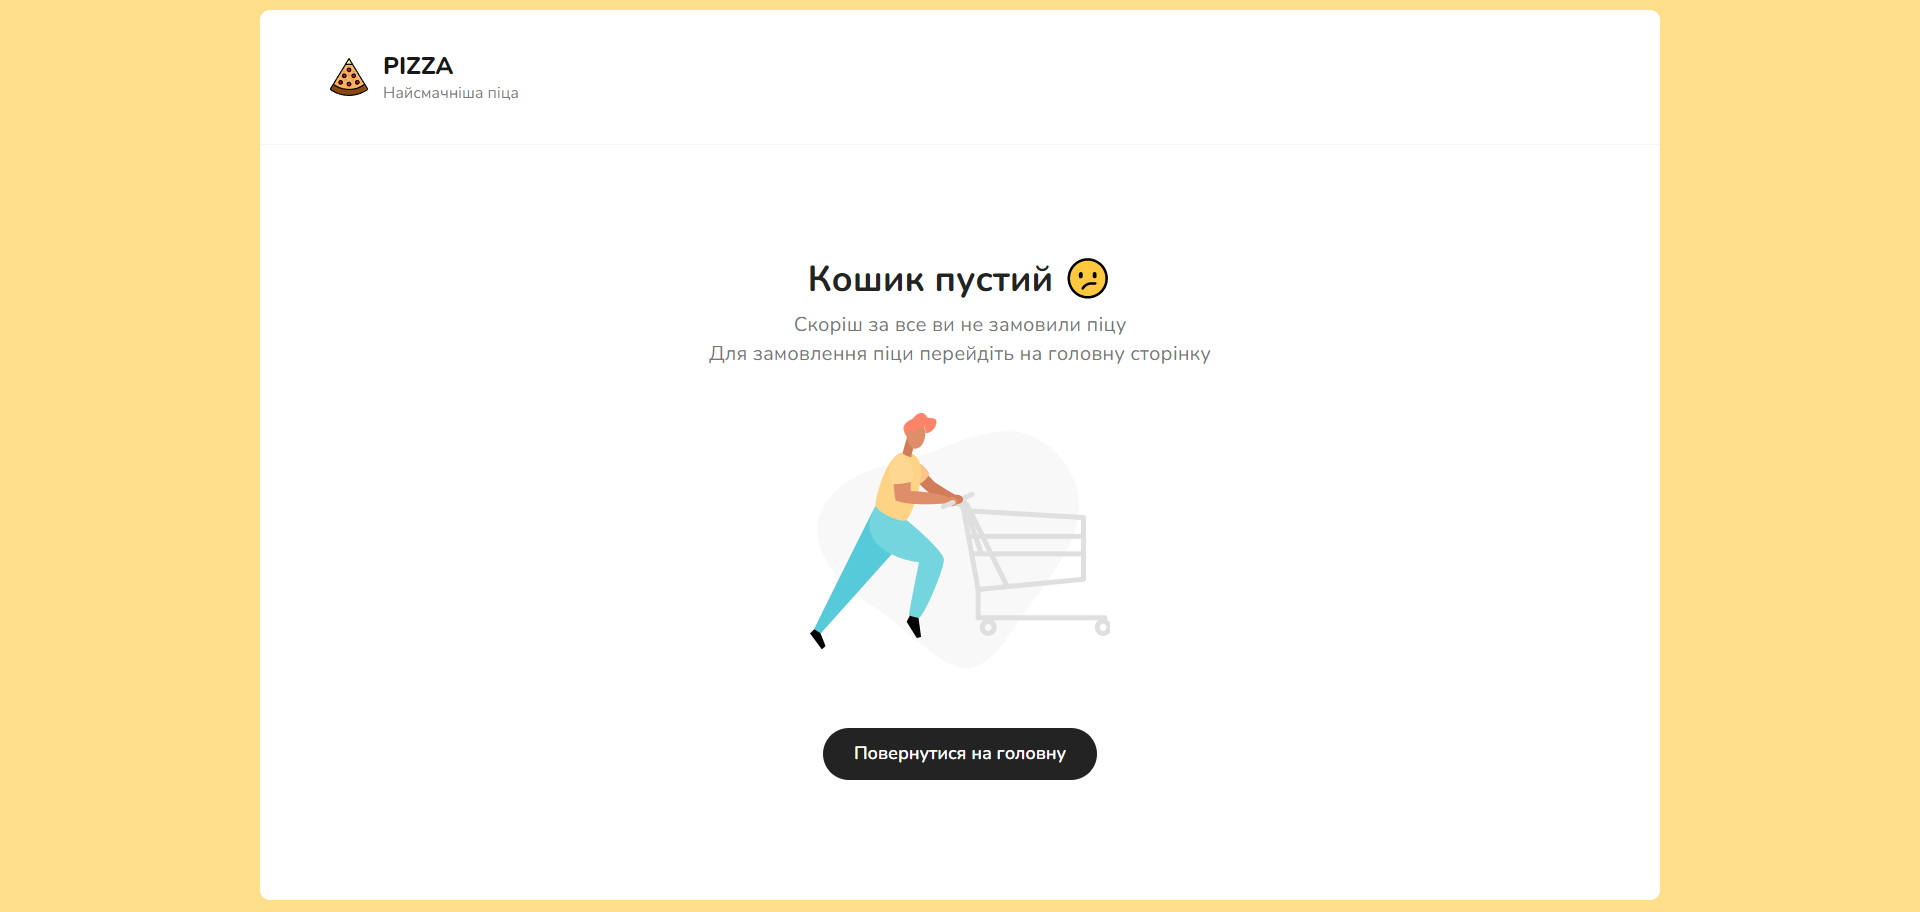 PIZZA
Найсмачніша піца
Кошик пустий
Скоріш за все ви не замовили піцу
Для замовлення піци перейдіть на головну сторінку
Повернутися на головну